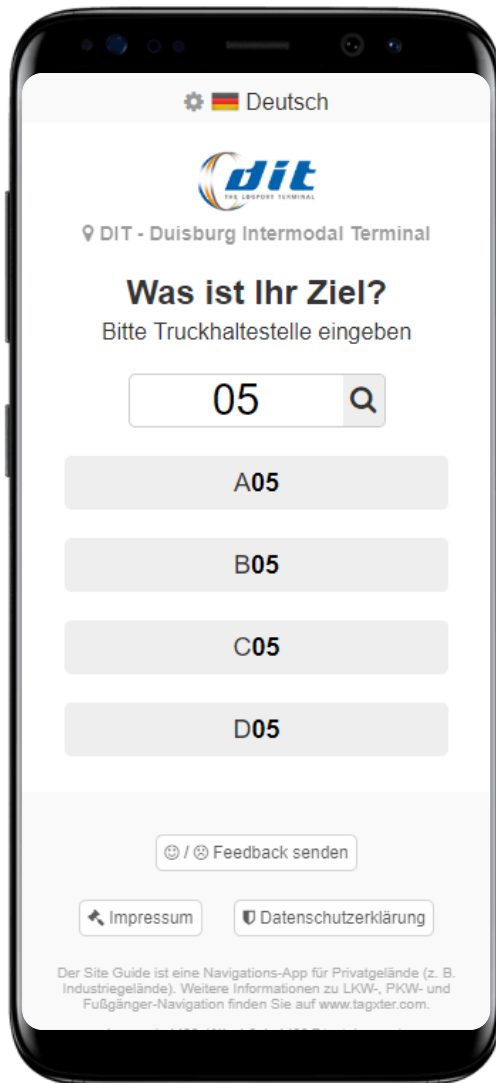 Deutsch
dit
THE LOGPORT TERMINAL
DIT - Duisburg Intermodal Terminal
Was ist Ihr Ziel?
Bitte Truckhaltestelle eingeben
05
A05
B05
C05
D05
/ Feedback senden
Impressum
Datenschutzerklärung
Der Site Guide ist eine Navigations-App für Privatgelände (z. B.
Industriegelände). Weitere Informationen zu LKW-, PKW- und
Fußgänger-Navigation finden Sie auf www.tagxter.com.